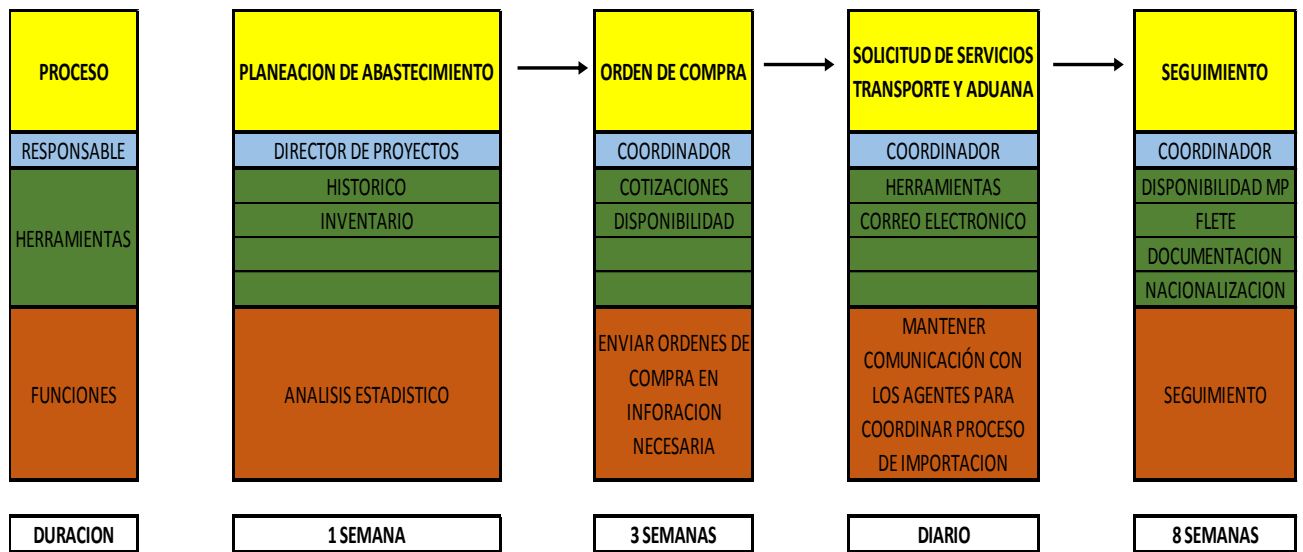 PROCESO
PLANEACION DE ABASTECIMIENTO
ORDEN DE COMPRA
SOLICITUD DE SERVICIOS
TRANSPORTE Y ADUANA
SEGUIMIENTO
RESPONSABLE
DIRECTOR DE PROYECTOS
COORDINADOR
COORDINADOR
COORDINADOR
HERRAMIENTAS
HISTORICO
INVENTARIO
COTIZACIONES
DISPONIBILIDAD
HERRAMIENTAS
CORREO ELECTRONICO
DISPONIBILIDAD MP
FLETE
DOCUMENTACION
NACIONALIZACION
FUNCIONES
ANALISIS ESTADISTICO
ENVIAR ORDENES DE
COMPRA EN
INFORACION
NECESARIA
MANTENER
COMUNICACIÓN CON
LOS AGENTES PARA
COORDINAR PROCESO
DE IMPORTACION
SEGUIMIENTO
DURACION
1 SEMANA
3 SEMANAS
DIARIO
8 SEMANAS